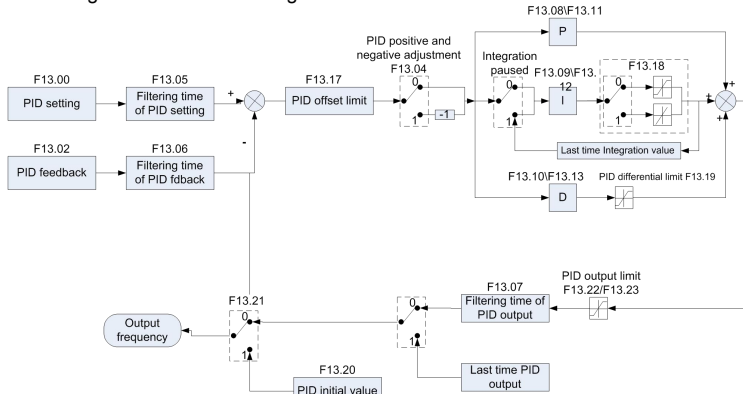 F13.08\F13.11
P
PID positive and
negative adjustment
F13.04
0
1
-1
Integration
paused
0
1
F13.09\F13.
12
I
F13.18
0
1
+
+
+
F13.00
PID setting
F13.05
Filtering time
of PID setting
+
-
F13.17
PID offset limit
F13.02
PID feedback
F13.06
Filtering time
of PID fdback
Last time Integration value
F13.10\F13.13
D
PID differential limit F13.19
PID output limit
F13.22/F13.23
F13.07
Filtering time of
PID output
0
1
F13.21
0
1
Output
frequency
Last time PID
output
F13.20
PID initial value